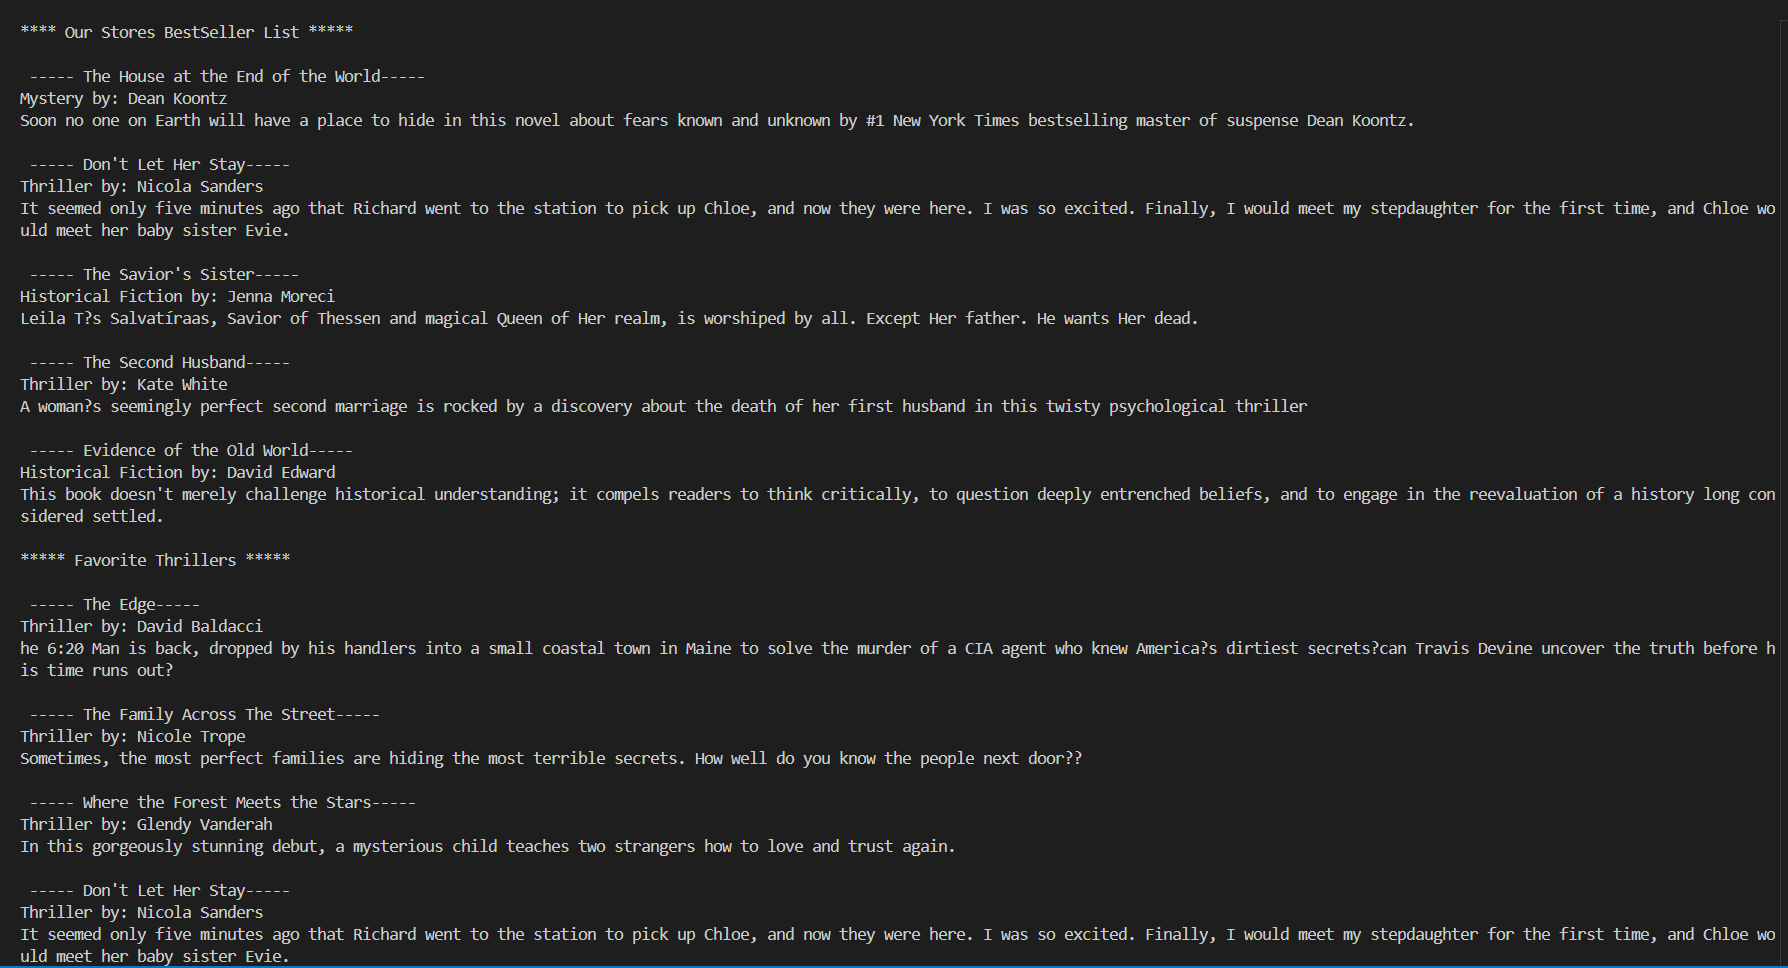 **** Our Stores BestSeller List *****
----- The House at the End of the World-----
Mystery by: Dean Koontz
Soon no one on Earth will have a place to hide in this novel about fears known and unknown by #1 New York Times bestselling master of suspense Dean Koontz.
----- Don't Let Her Stay-----
Thriller by: Nicola Sanders
It seemed only five minutes ago that Richard went to the station to pick up Chloe, and now they were here. I was so excited. Finally, I would meet my stepdaughter for the first time, and Chloe wo
uld meet her baby sister Evie.
----- The Savior's Sister-----
Historical Fiction by: Jenna Moreci
Leila T?s Salvatíraas, Savior of Thessen and magical Queen of Her realm, is worshiped by all. Except Her father. He wants Her dead.
----- The Second Husband-----
Thriller by: Kate White
A woman?s seemingly perfect second marriage is rocked by a discovery about the death of her first husband in this twisty psychological thriller
----- Evidence of the Old World-----
Historical Fiction by: David Edward
This book doesn't merely challenge historical understanding; it compels readers to think critically, to question deeply entrenched beliefs, and to engage in the reevaluation of a history long con
sidered settled.
***** Favorite Thrillers *****
----- The Edge-----
Thriller by: David Baldacci
he 6:20 Man is back, dropped by his handlers into a small coastal town in Maine to solve the murder of a CIA agent who knew America?s dirtiest secrets?can Travis Devine uncover the truth before h
is time runs out?
----- The Family Across The Street-----
Thriller by: Nicole Trope
Sometimes, the most perfect families are hiding the most terrible secrets. How well do you know the people next door??
----- Where the Forest Meets the Stars-----
Thriller by: Glendy Vanderah
In this gorgeously stunning debut, a mysterious child teaches two strangers how to love and trust again.
----- Don't Let Her Stay-----
Thriller by: Nicola Sanders
It seemed only five minutes ago that Richard went to the station to pick up Chloe, and now they were here. I was so excited. Finally, I would meet my stepdaughter for the first time, and Chloe wo
uld meet her baby sister Evie.